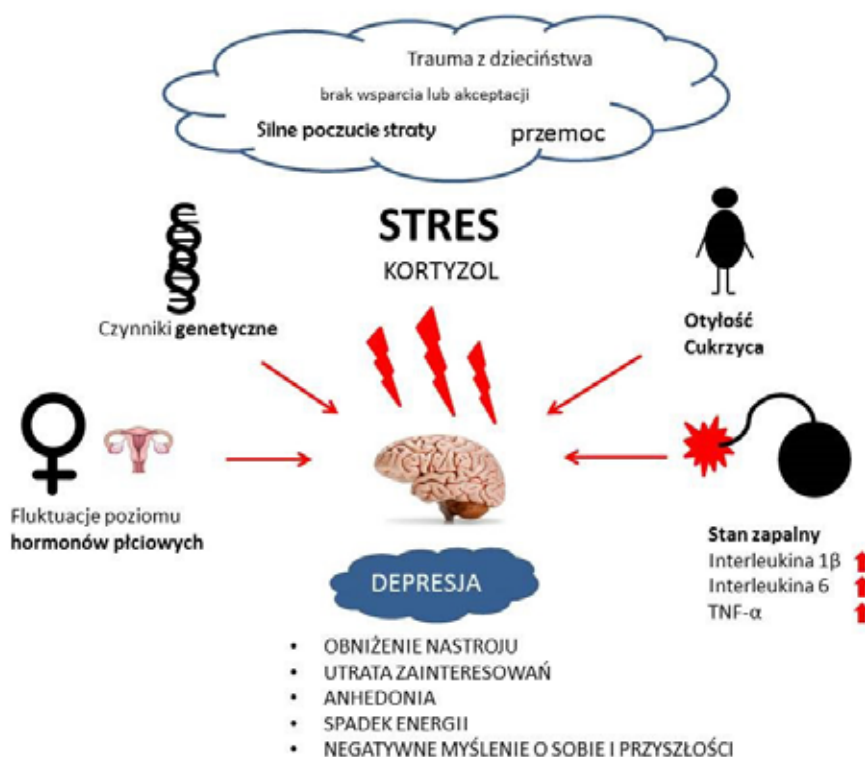 Trauma z dzieciństwa
brak wsparcia lub akceptacji
Silne poczucie straty
przemoc
STRES
KORTYZOL
Czynniki genetyczne
Otyłość
Cukrzyca
Fluktuacje poziomu
hormonów płciowych
Stan zapalny
Interleukina 1β
Interleukina 6
TNF-α
DEPRESJA
• OBNIŻENIE NASTROJU
• UTRATA ZAINTERESOWAŃ
• ANHEDONIA
• SPADEK ENERGII
• NEGATYWNE MYŚLENIE O SOBIE I PRZYSZŁOŚCI